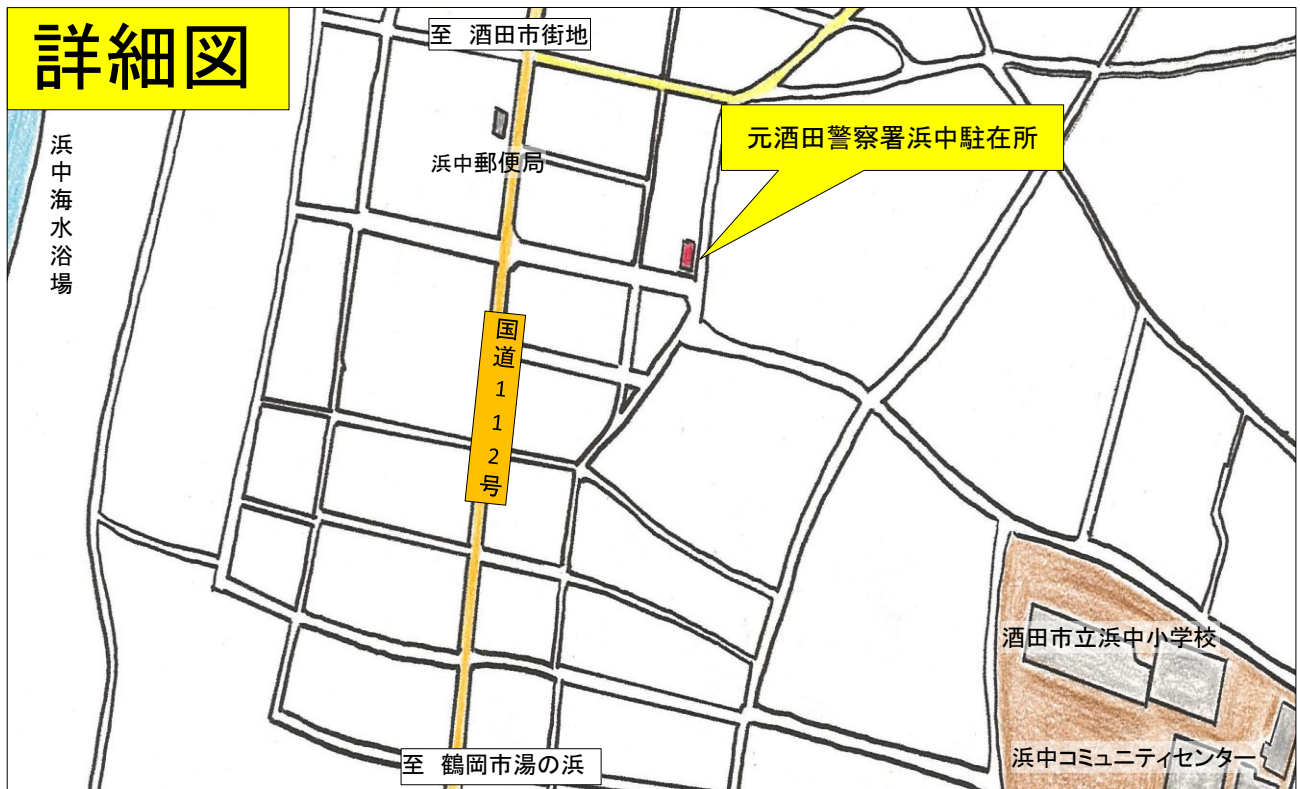 詳細図
至 酒田市街地
元酒田警察署浜中駐在所
浜中郵便局
浜中海水浴場
国道112号
酒田市立浜中小学校
浜中コミュニティセンター
至 鶴岡市湯の浜